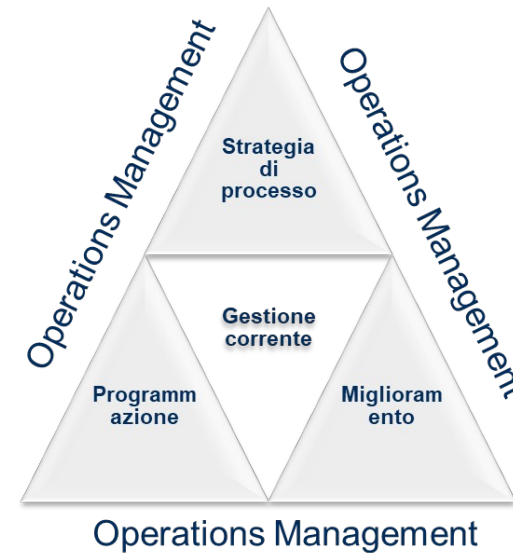 Operations Management
Operations Management
Strategia
di
processo
Gestione
corrente
Programm
azione
Miglioram
ento
Operations Management